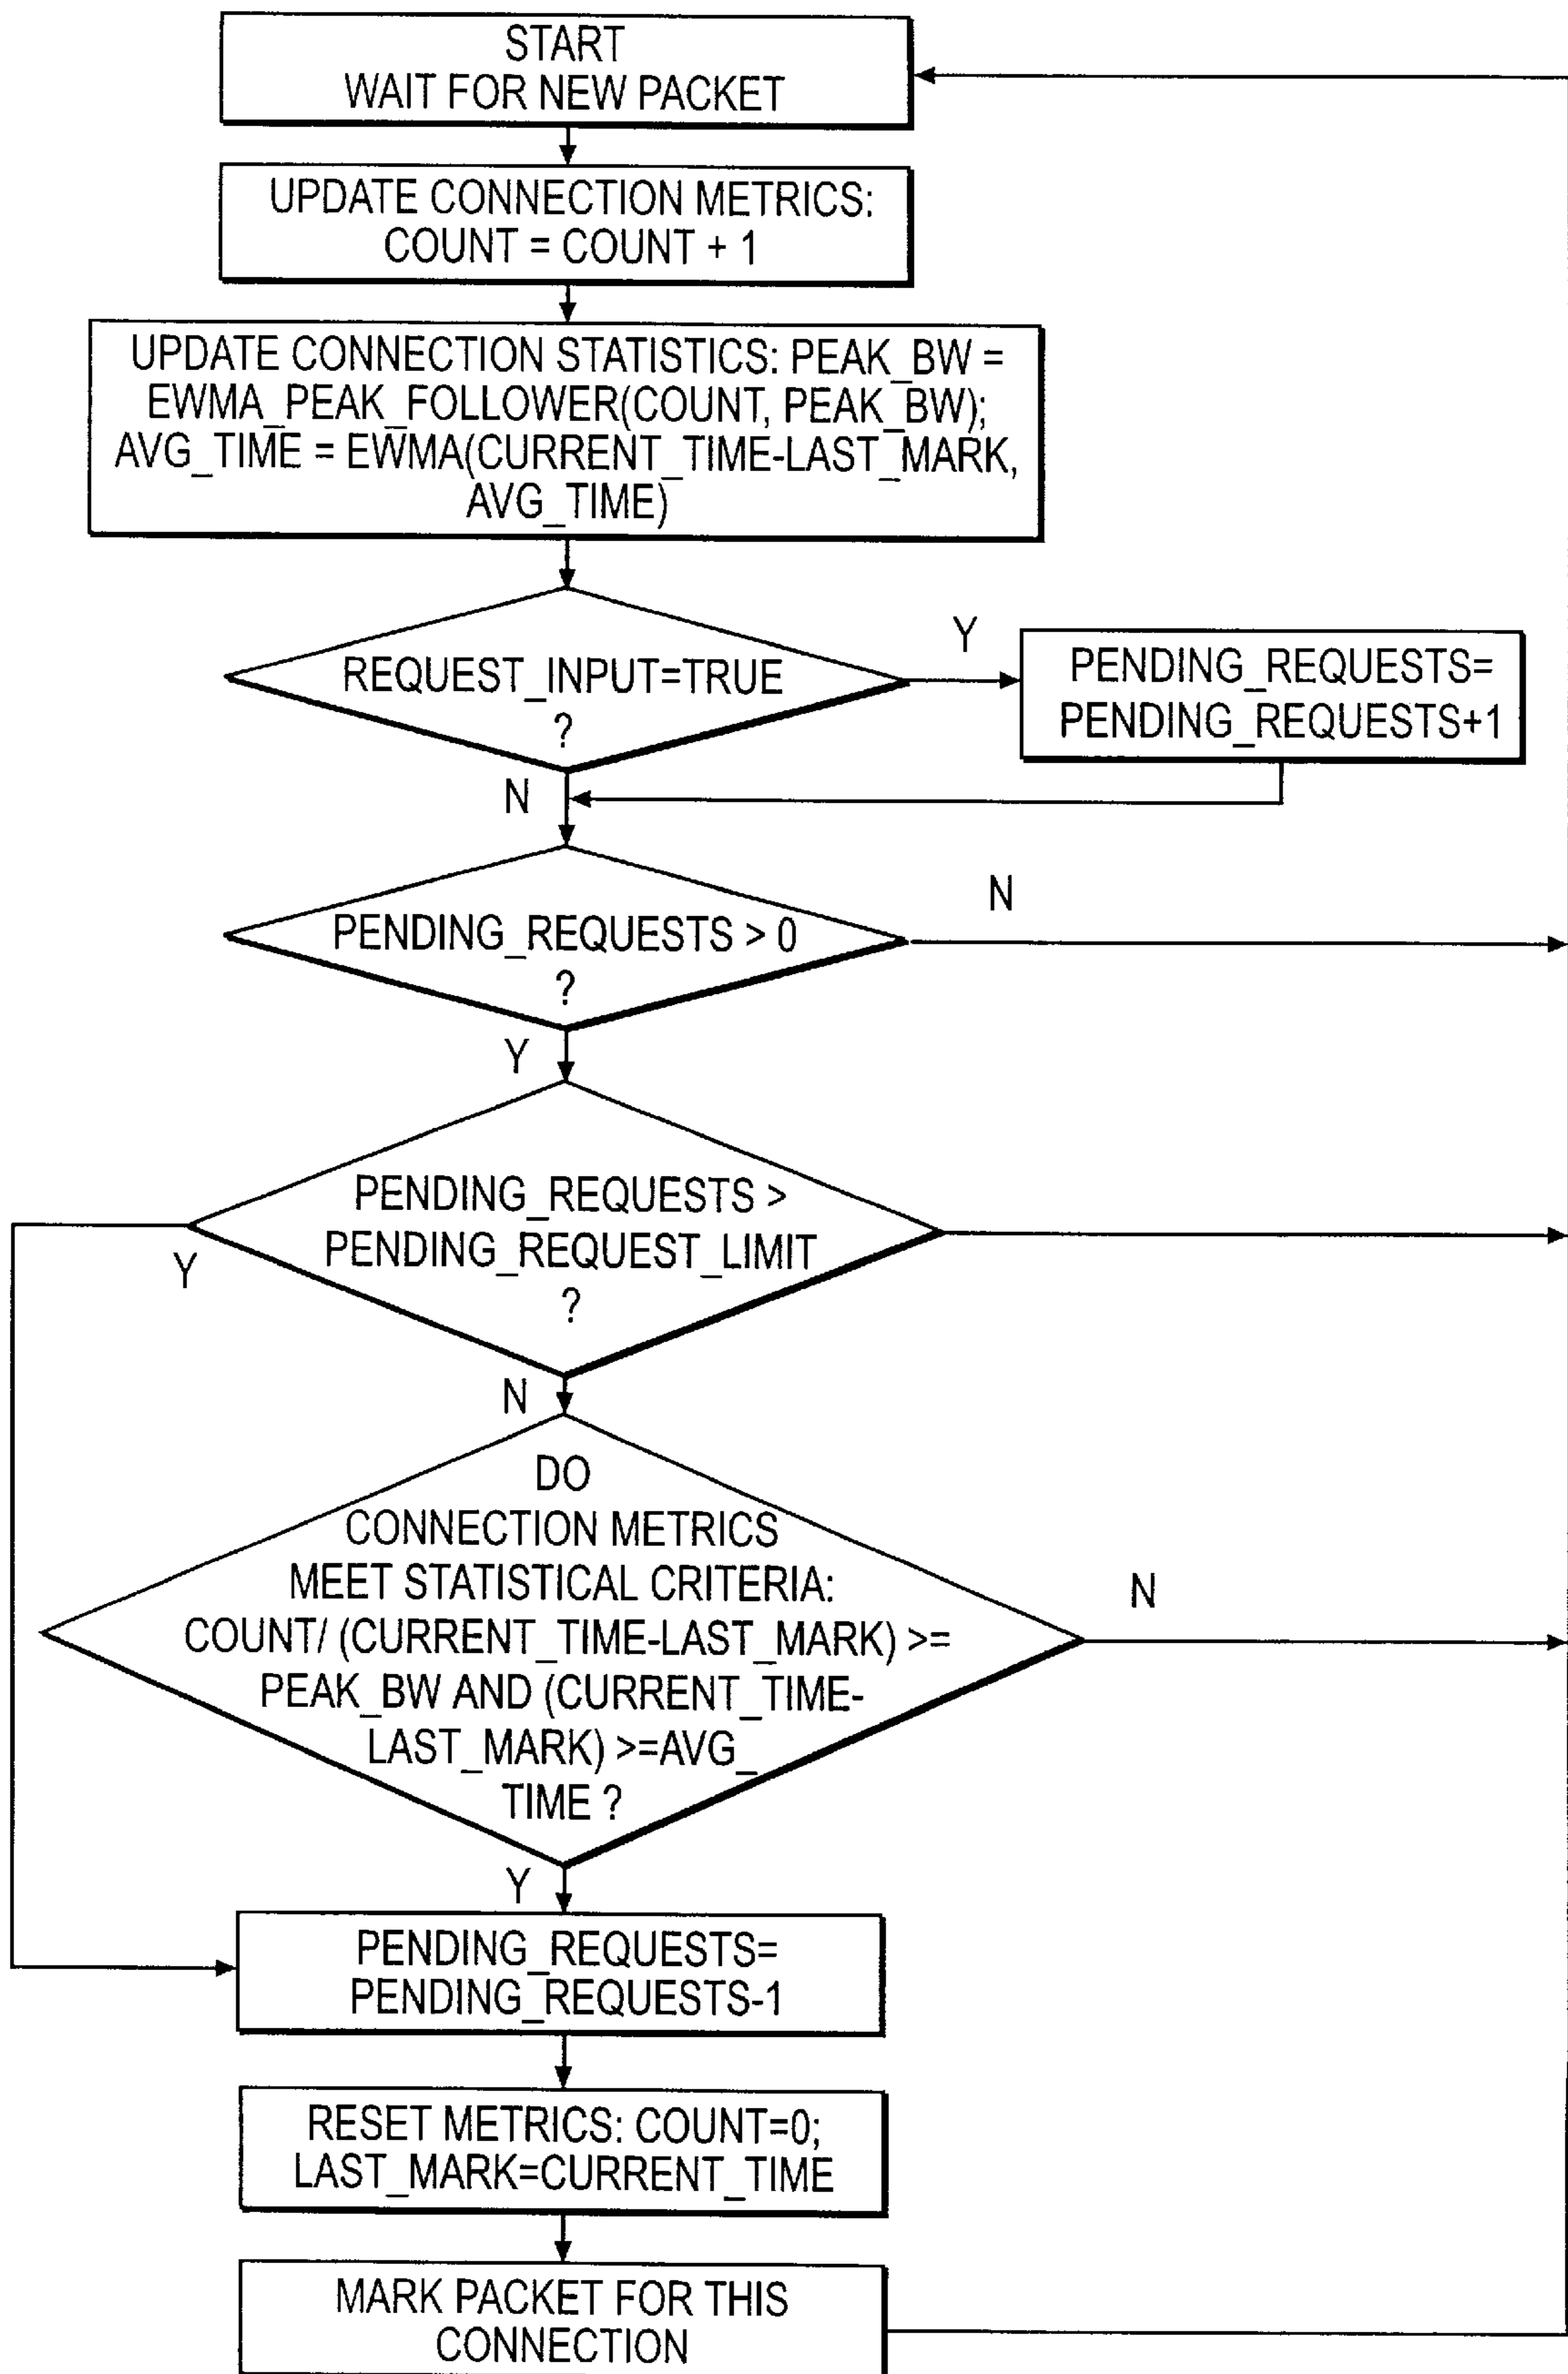 START
WAIT FOR NEW PACKET
UPDATE CONNECTION METRICS:
COUNT = COUNT + 1
UPDATE CONNECTION STATISTICS: PEAK_BW =
EWMA_PEAK_FOLLOWER(COUNT, PEAK_BW);
AVG_TIME = EWMA(CURRENT_TIME-LAST_MARK,
AVG_TIME)
REQUEST_INPUT=TRUE
?
Y
PENDING_REQUESTS=
PENDING_REQUESTS+1
N
PENDING_REQUESTS > 0
?
N
Y
PENDING_REQUESTS >
PENDING_REQUEST_LIMIT
?
Y
N
DO
CONNECTION METRICS
MEET STATISTICAL CRITERIA:
COUNT/ (CURRENT_TIME-LAST_MARK) >=
PEAK_BW AND (CURRENT_TIME-
LAST_MARK) >=AVG_
TIME ?
N
Y
PENDING_REQUESTS=
PENDING_REQUESTS-1
RESET METRICS: COUNT=0;
LAST_MARK=CURRENT_TIME
MARK PACKET FOR THIS
CONNECTION